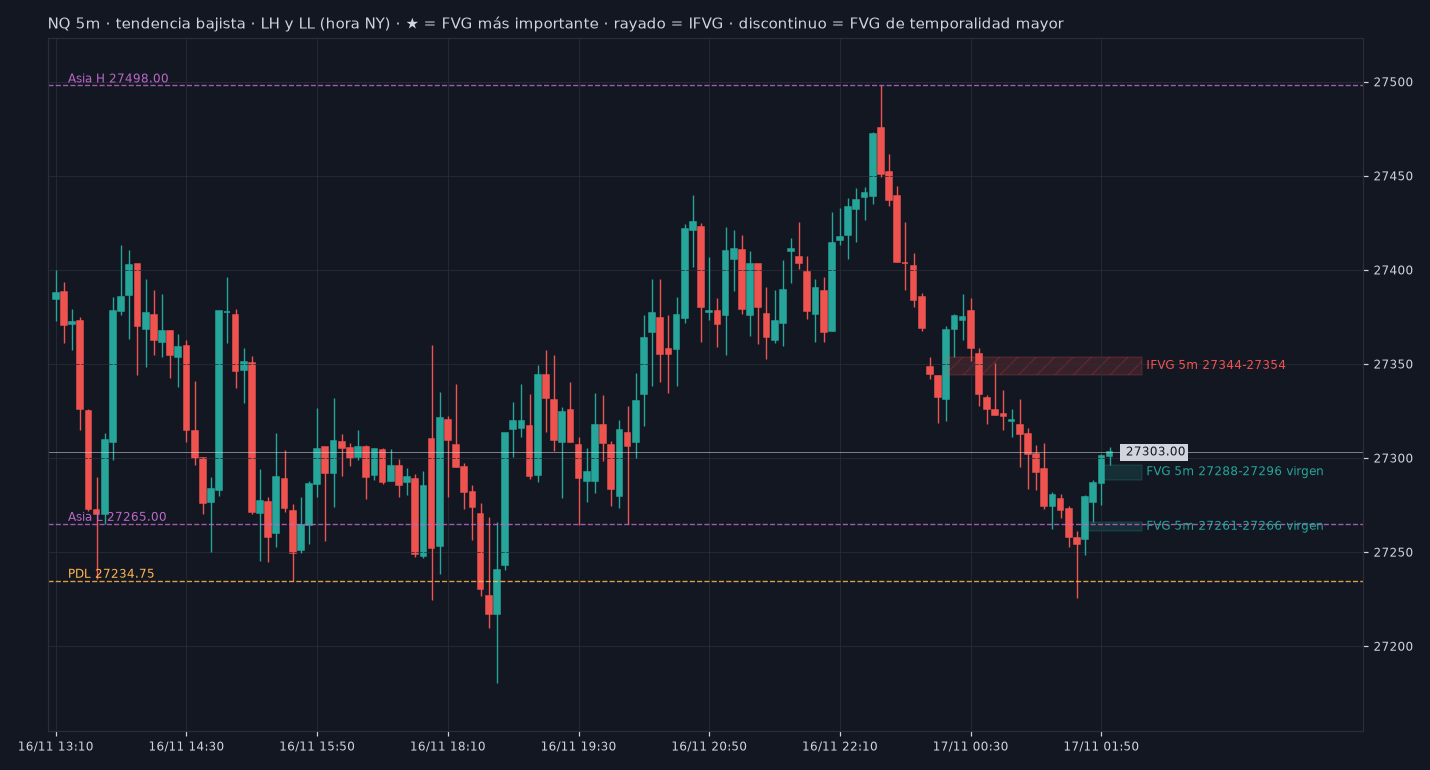 NQ 5m · tendencia bajista · LH y LL (hora NY) · ★ = FVG más importante · rayado = IFVG · discontinuo = FVG de temporalidad mayor
Asia H 27498.00
27500
27450
27400
27350
IFVG 5m 27344-27354
27303.00
27300
FVG 5m 27288-27296 virgen
Asia L 27265.00
FVG 5m 27261-27266 virgen
27250
PDL 27234.75
27200
16/11 13:10
16/11 14:30
16/11 15:50
16/11 18:10
16/11 19:30
16/11 20:50
16/11 22:10
17/11 00:30
17/11 01:50